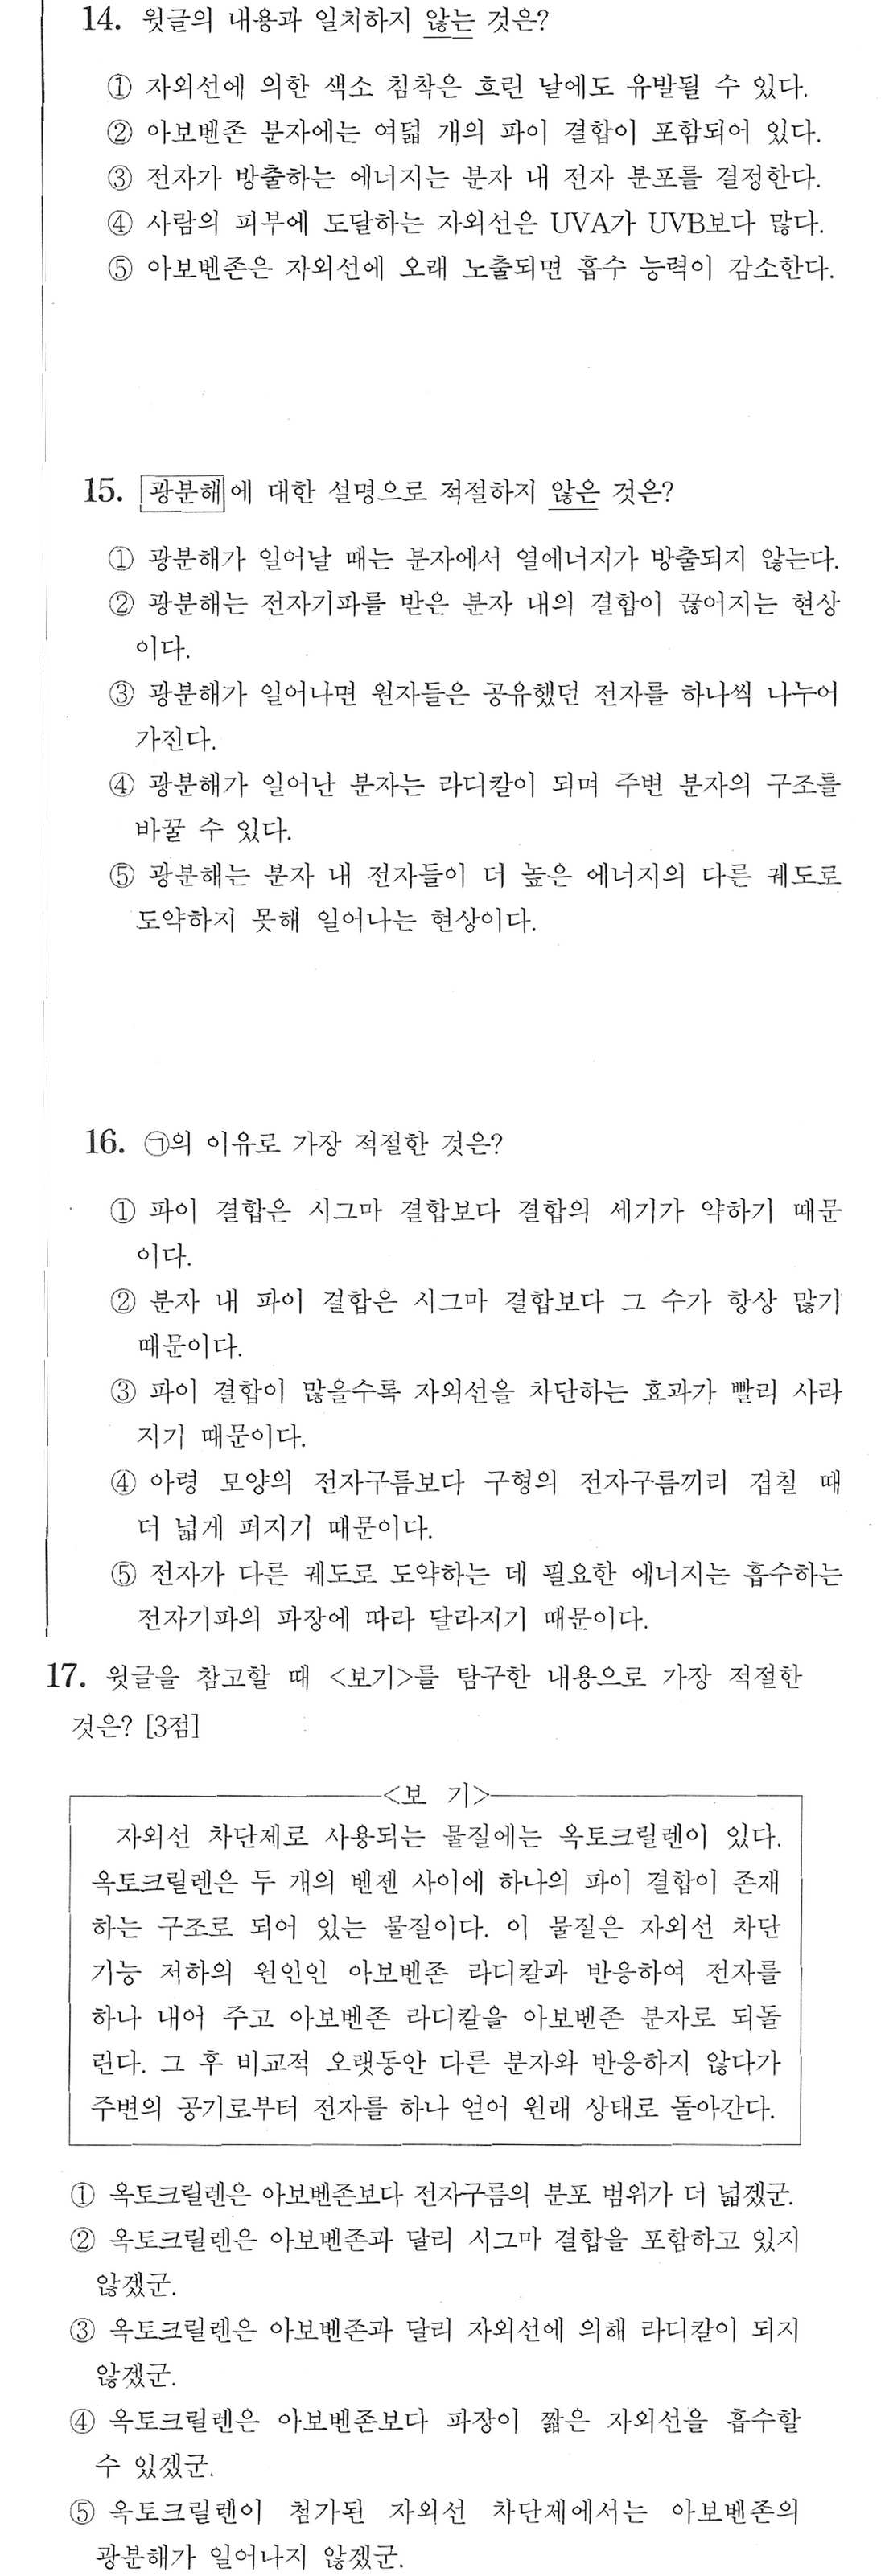 14. 윗글의 내용과 일치하지 않는 것은?
① 자외선에 의한 색소 침착은 흐린 날에도 유발될 수 있다.
② 아보벤존 분자에는 여덟 개의 파이 결합이 포함되어 있다.
③ 전자가 방출하는 에너지는 분자 내 전자 분포를 결정한다.
④ 사람의 피부에 도달하는 자외선은 UVA가 UVB보다 많다.
⑤ 아보벤존은 자외선에 오래 노출되면 흡수 능력이 감소한다.
15. 광분해에 대한 설명으로 적절하지 않은 것은?
① 광분해가 일어날 때는 분자에서 열에너지가 방출되지 않는다.
② 광분해는 전자기파를 받은 분자 내의 결합이 끊어지는 현상
이다.
③ 광분해가 일어나면 원자들은 공유했던 전자를 하나씩 나누어
가진다.
④ 광분해가 일어난 분자는 라디칼이 되며 주변 분자의 구조를
바꿀 수 있다.
⑤ 광분해는 분자 내 전자들이 더 높은 에너지의 다른 궤도로
도약하지 못해 일어나는 현상이다.
16. ㉠의 이유로 가장 적절한 것은?
① 파이 결합은 시그마 결합보다 결합의 세기가 약하기 때문
이다.
② 분자 내 파이 결합은 시그마 결합보다 그 수가 항상 많기
때문이다.
③ 파이 결합이 많을수록 자외선을 차단하는 효과가 빨리 사라
지기 때문이다.
④ 아령 모양의 전자구름보다 구형의 전자구름끼리 겹칠 때
더 넓게 퍼지기 때문이다.
⑤ 전자가 다른 궤도로 도약하는 데 필요한 에너지는 흡수하는
전자기파의 파장에 따라 달라지기 때문이다.
17. 윗글을 참고할 때 <보기>를 탐구한 내용으로 가장 적절한
것은? [3점]
<보 기>
자외선 차단제로 사용되는 물질에는 옥토크릴렌이 있다.
옥토크릴렌은 두 개의 벤젠 사이에 하나의 파이 결합이 존재
하는 구조로 되어 있는 물질이다. 이 물질은 자외선 차단
기능 저하의 원인인 아보벤존 라디칼과 반응하여 전자를
하나 내어 주고 아보벤존 라디칼을 아보벤존 분자로 되돌
린다. 그 후 비교적 오랫동안 다른 분자와 반응하지 않다가
주변의 공기로부터 전자를 하나 얻어 원래 상태로 돌아간다.
① 옥토크릴렌은 아보벤존보다 전자구름의 분포 범위가 더 넓겠군.
② 옥토크릴렌은 아보벤존과 달리 시그마 결합을 포함하고 있지
않겠군.
③ 옥토크릴렌은 아보벤존과 달리 자외선에 의해 라디칼이 되지
않겠군.
④ 옥토크릴렌은 아보벤존보다 파장이 짧은 자외선을 흡수할
수 있겠군.
⑤ 옥토크릴렌이 첨가된 자외선 차단제에서는 아보벤존의
광분해가 일어나지 않겠군.